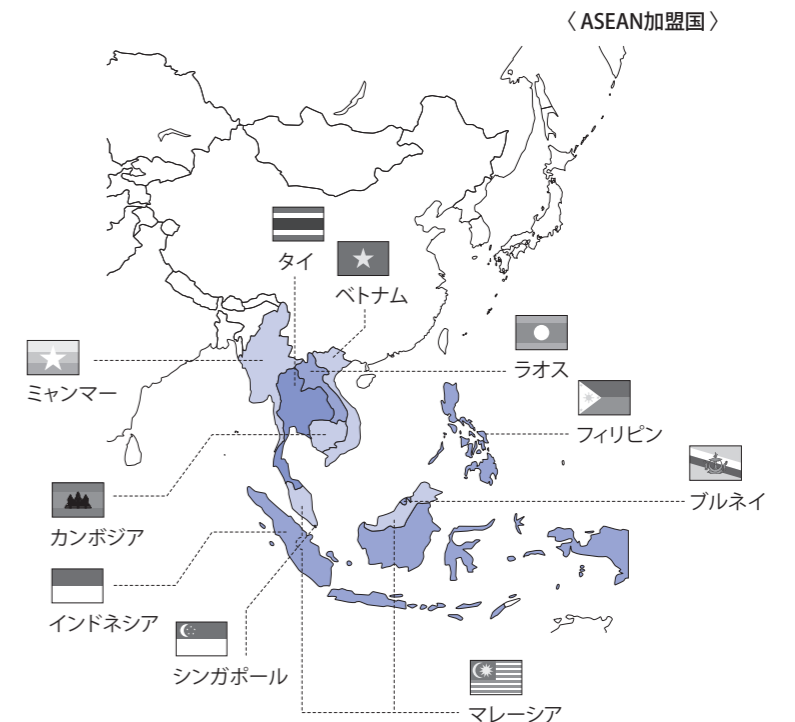 〈 ASEAN加盟国 〉
タイ
ベトナム
ラオス
ミャンマー
フィリピン
ブルネイ
カンボジア
インドネシア
シンガポール
マレーシア